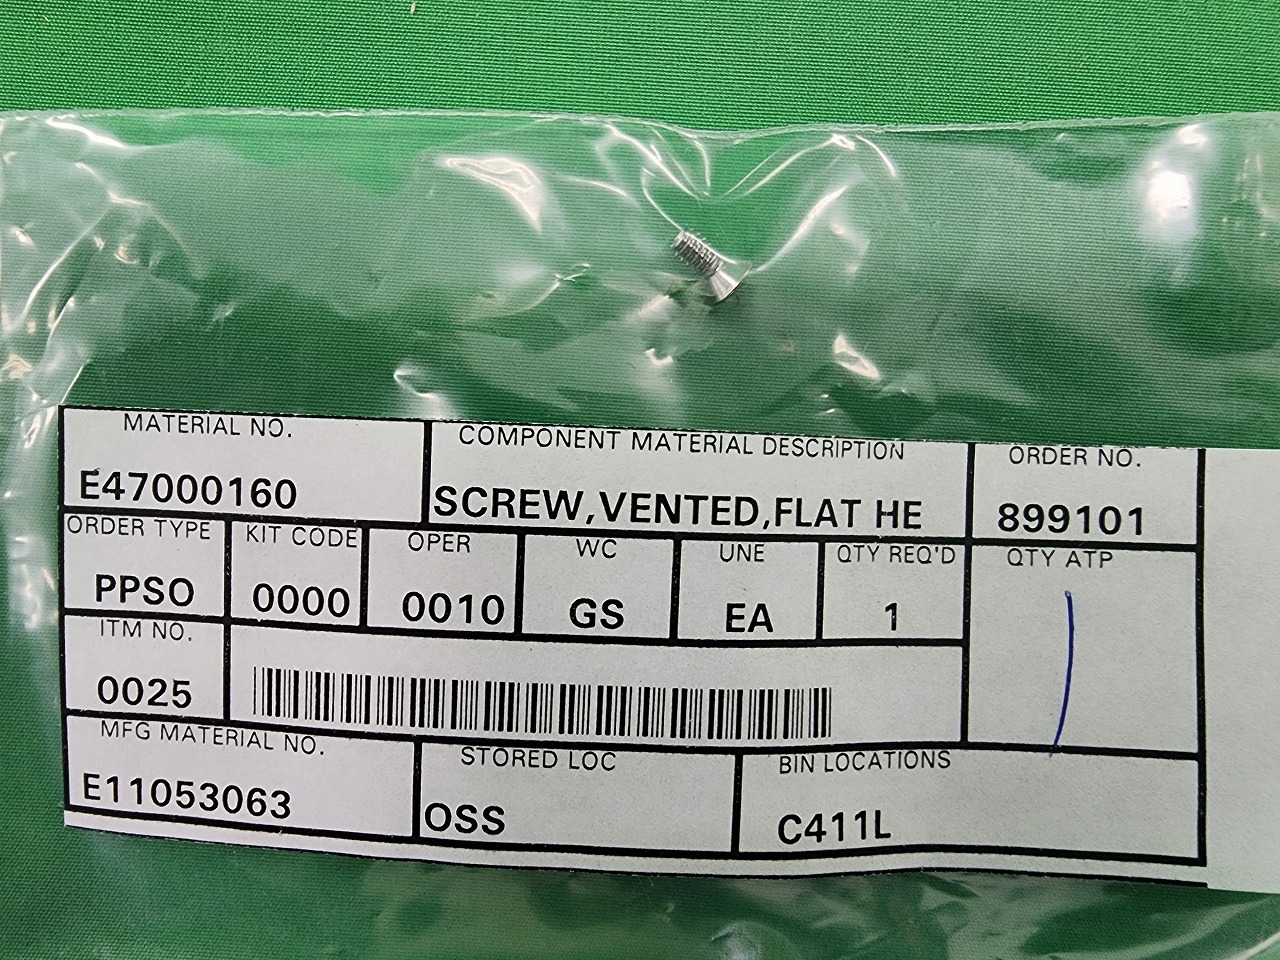 MATERIAL NO.
E47000160
COMPONENT MATERIAL DESCRIPTION
SCREW,VENTED,FLAT HE
ORDER NO.
899101
ORDER TYPE
PPSO
KIT CODE
0000
OPER
0010
WC
GS
UNE
EA
QTY REQ'D
1
QTY ATP
1
ITM NO.
0025
MFG MATERIAL NO.
E11053063
STORED LOC
OSS
BIN LOCATIONS
C411L